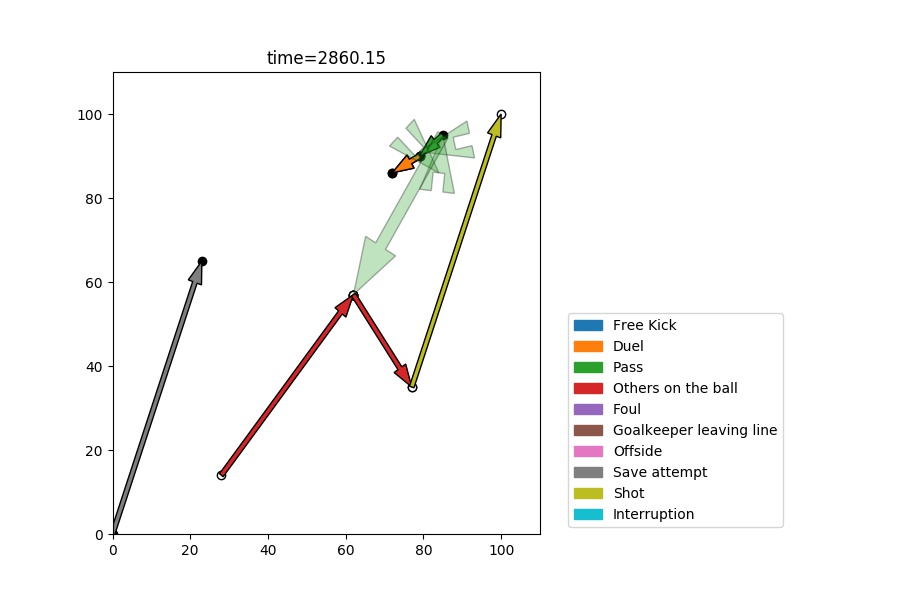 time=2860.15
100
80
60
40
20
0
0 20 40 60 80 100
Free Kick
Duel
Pass
Others on the ball
Foul
Goalkeeper leaving line
Offside
Save attempt
Shot
Interruption